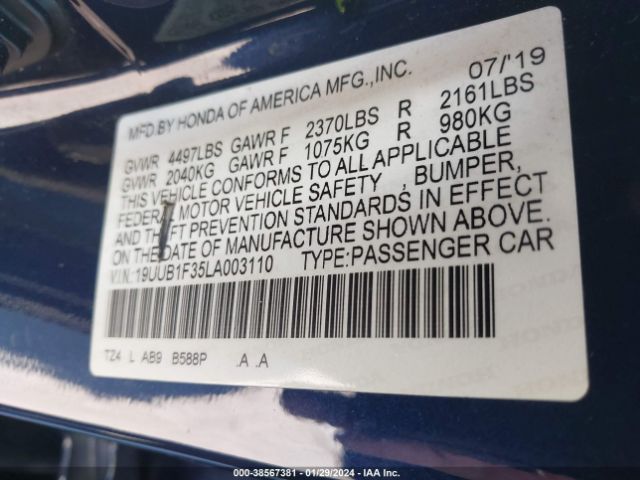 MFD.BY HONDA OF AMERICA MFG.,INC. 07/'19
GVWR 4497LBS GAWR F 2370LBS R 2161LBS
GVWR 2040KG GAWR F 1075KG R 980KG
THIS VEHICLE CONFORMS TO ALL APPLICABLE
FEDERAL MOTOR VEHICLE SAFETY , BUMPER,
AND THEFT PREVENTION STANDARDS IN EFFECT
ON THE DATE OF MANUFACTURE SHOWN ABOVE.
V.I.N.:19UUB1F35LA003110 TYPE:PASSENGER CAR
TZ4 L AB9 B588P .A .A
000-38567381 - 01/29/2024 - IAA Inc.